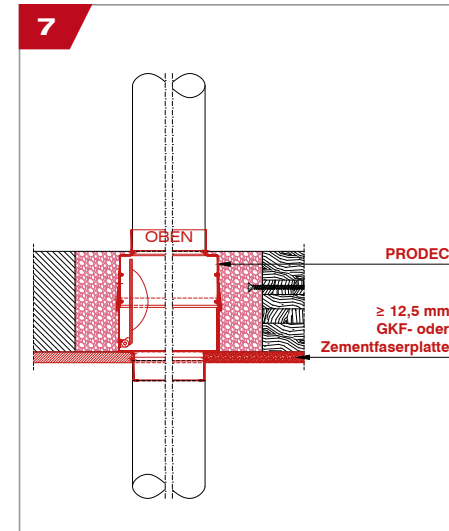 7
OBEN
PRODEC
≥ 12,5 mm
GKF- oder
Zementfaserplatte